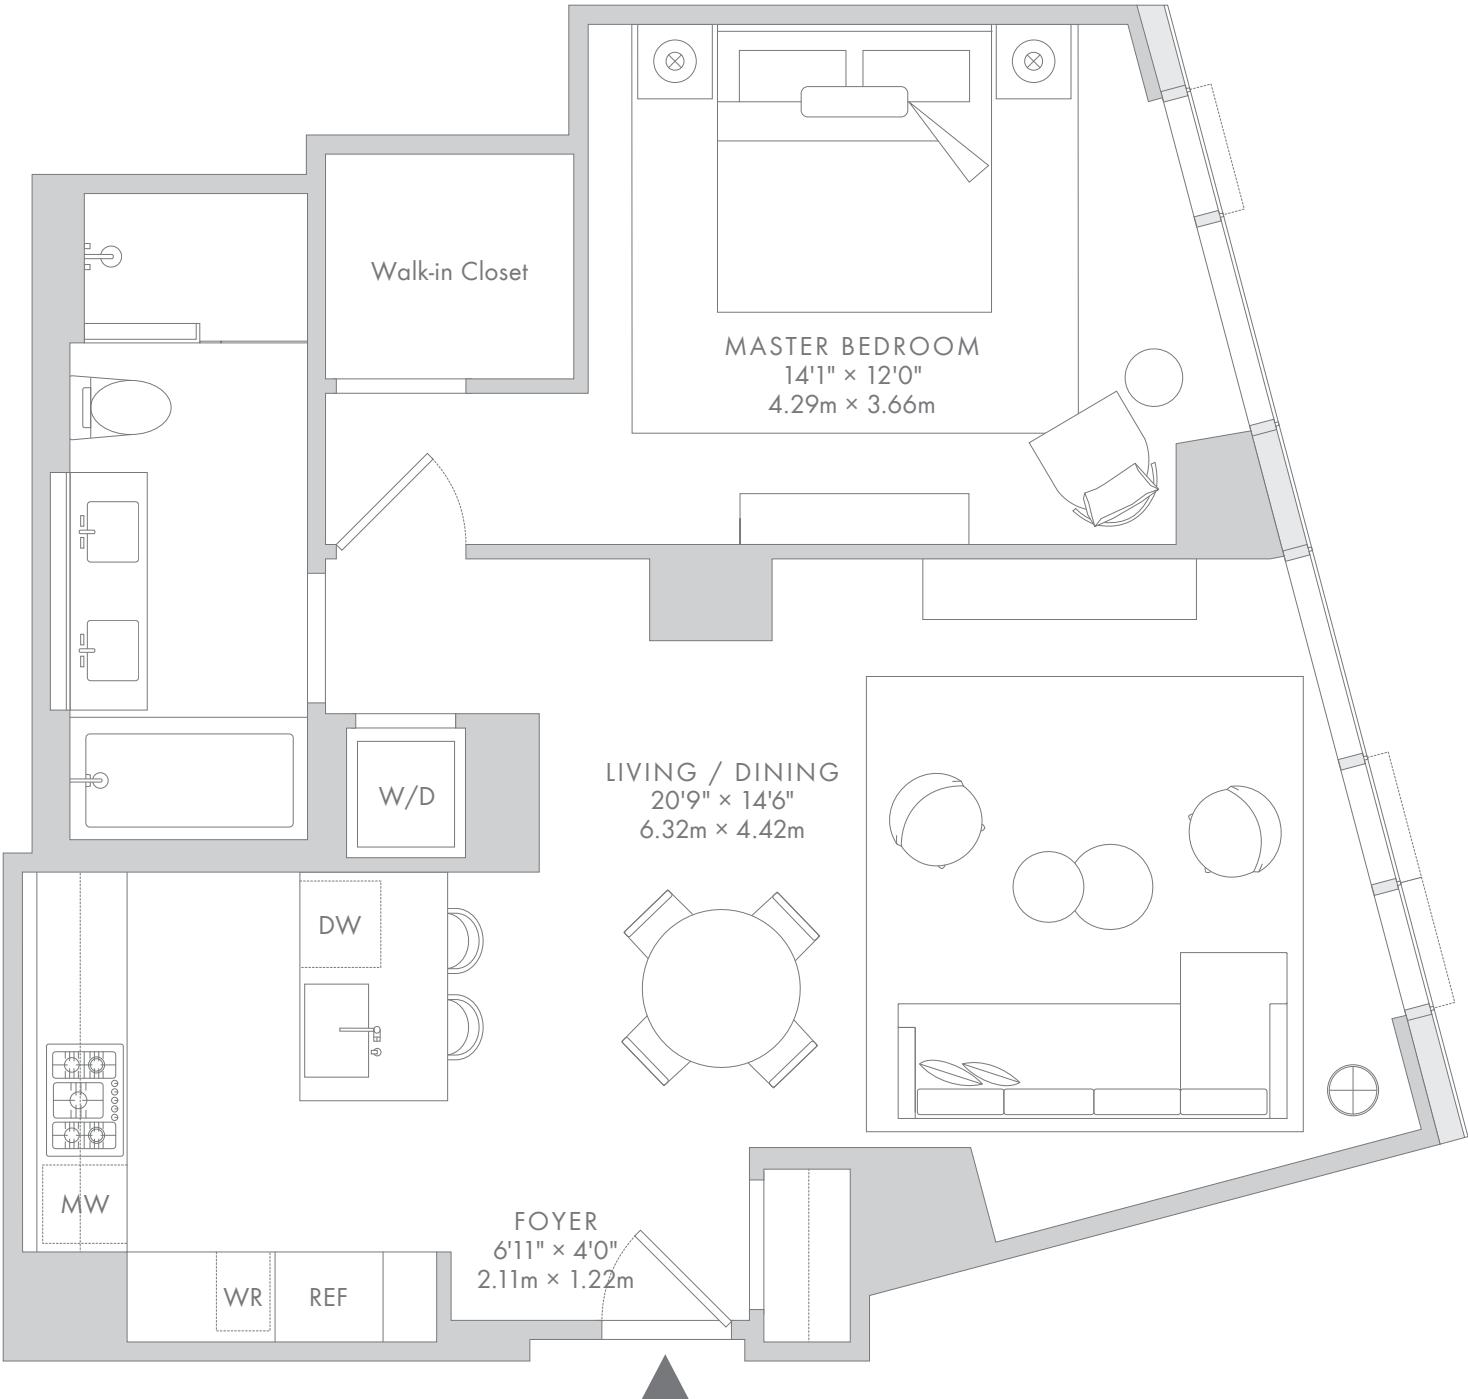 Walk-in Closet
MASTER BEDROOM
14'1" × 12'0"
4.29m × 3.66m
LIVING / DINING
20'9" × 14'6"
6.32m × 4.42m
W/D
DW
MW
FOYER
6'11" × 4'0"
2.11m × 1.22m
WR
REF